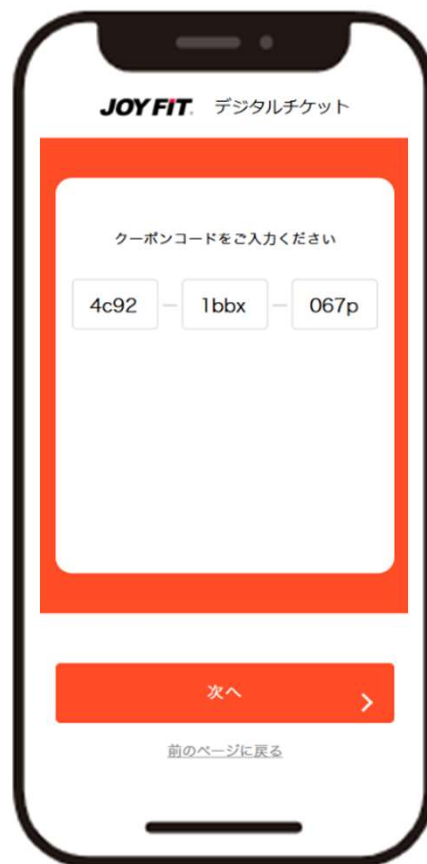 JOYFIT. デジタルチケット
クーポンコードをご入力ください
4c92 – 1bbx – 067p
次へ
前のページに戻る